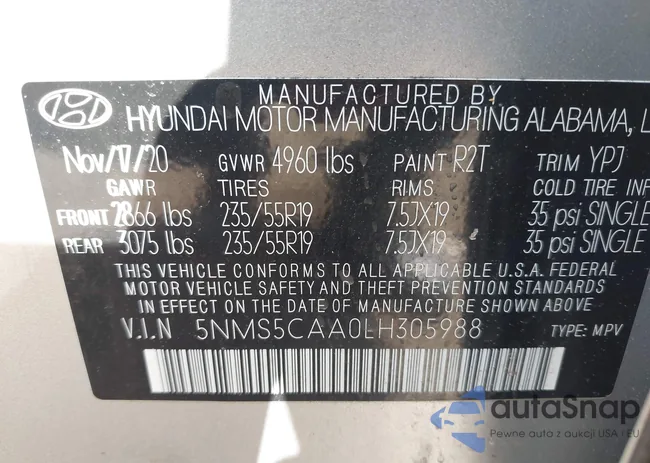 MANUFACTURED BY
HYUNDAI MOTOR MANUFACTURING ALABAMA, L
Nov/17/20 GVWR 4960 lbs PAINT R2T TRIM YPJ
GAWR TIRES RIMS COLD TIRE INF
FRONT 2866 lbs 235/55R19 7.5JX19 35 psi SINGLE
REAR 3075 lbs 235/55R19 7.5JX19 35 psi SINGLE
THIS VEHICLE CONFORMS TO ALL APPLICABLE U.S.A. FEDERAL
MOTOR VEHICLE SAFETY AND THEFT PREVENTION STANDARDS
IN EFFECT ON THE DATE OF MANUFACTURE SHOWN ABOVE.
V.I.N 5NMS5CAA0LH305988 TYPE: MPV
autoSnap
Pewne auto z aukcji USA i EU